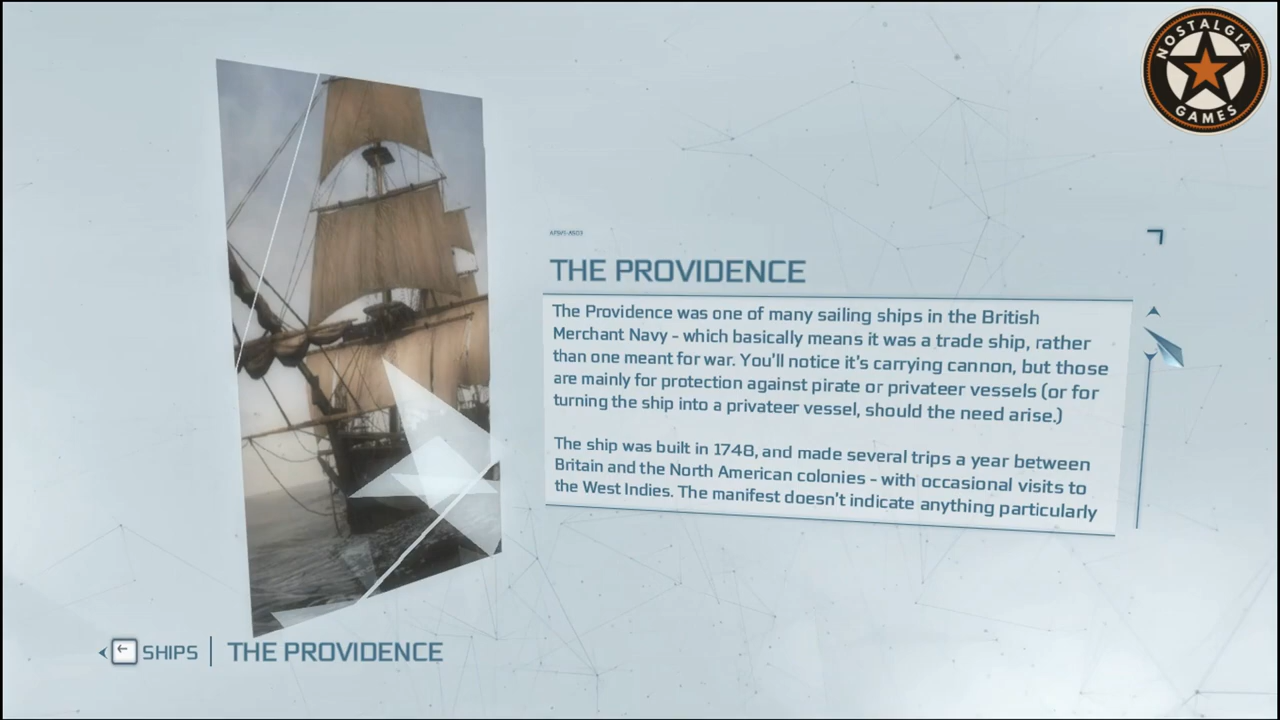 NOSTALGIA
GAMES
THE PROVIDENCE
The Providence was one of many sailing ships in the British
Merchant Navy - which basically means it was a trade ship, rather
than one meant for war. You'll notice it's carrying cannon, but those
are mainly for protection against pirate or privateer vessels (or for
turning the ship into a privateer vessel, should the need arise.)
The ship was built in 1748, and made several trips a year between
Britain and the North American colonies - with occasional visits to
the West Indies. The manifest doesn't indicate anything particularly
SHIPS
THE PROVIDENCE